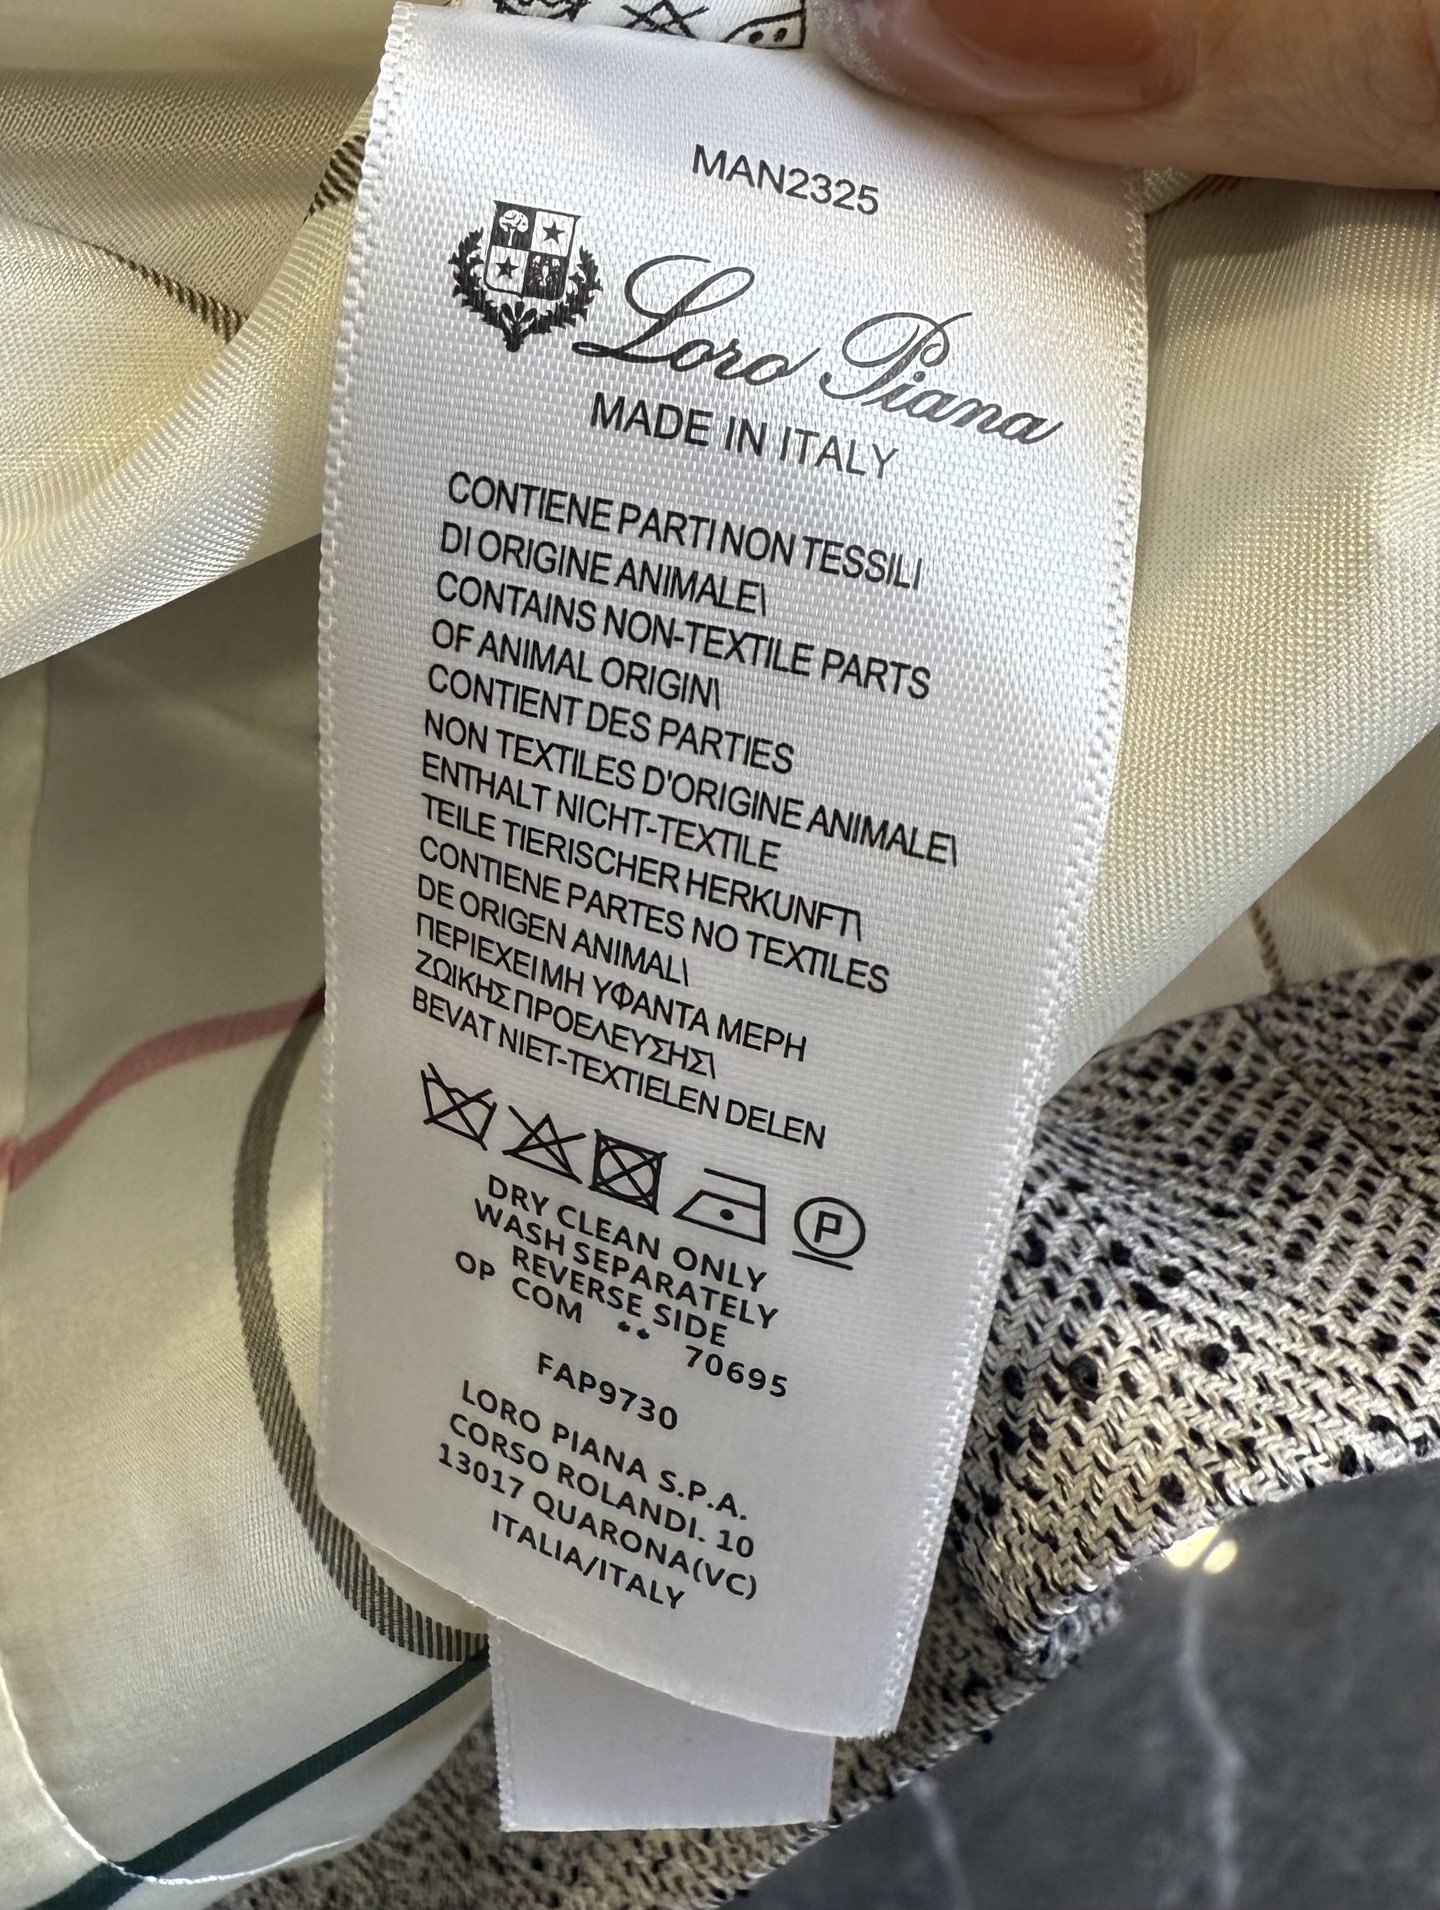 MAN2325
Loro Piana
MADE IN ITALY
CONTIENE PARTI NON TESSILI
DI ORIGINE ANIMALE\
CONTAINS NON-TEXTILE PARTS
OF ANIMAL ORIGIN\
CONTIENT DES PARTIES
NON TEXTILES D'ORIGINE ANIMALE\
ENTHALT NICHT-TEXTILE
TEILE TIERISCHER HERKUNFT\
CONTIENE PARTES NO TEXTILES
DE ORIGEN ANIMAL\
ΠΕΡΙΕΧΕΙ ΜΗ ΥΦΑΝΤΑ ΜΕΡΗ
ΖΩΙΚΗΣ ΠΡΟΕΛΕΥΣΗΣ\
BEVAT NIET-TEXTIELEN DELEN
P
DRY CLEAN ONLY
WASH SEPARATELY
REVERSE SIDE
OP COM ** 70695
FAP9730
LORO PIANA S.P.A.
CORSO ROLANDI. 10
13017 QUARONA(VC)
ITALIA/ITALY